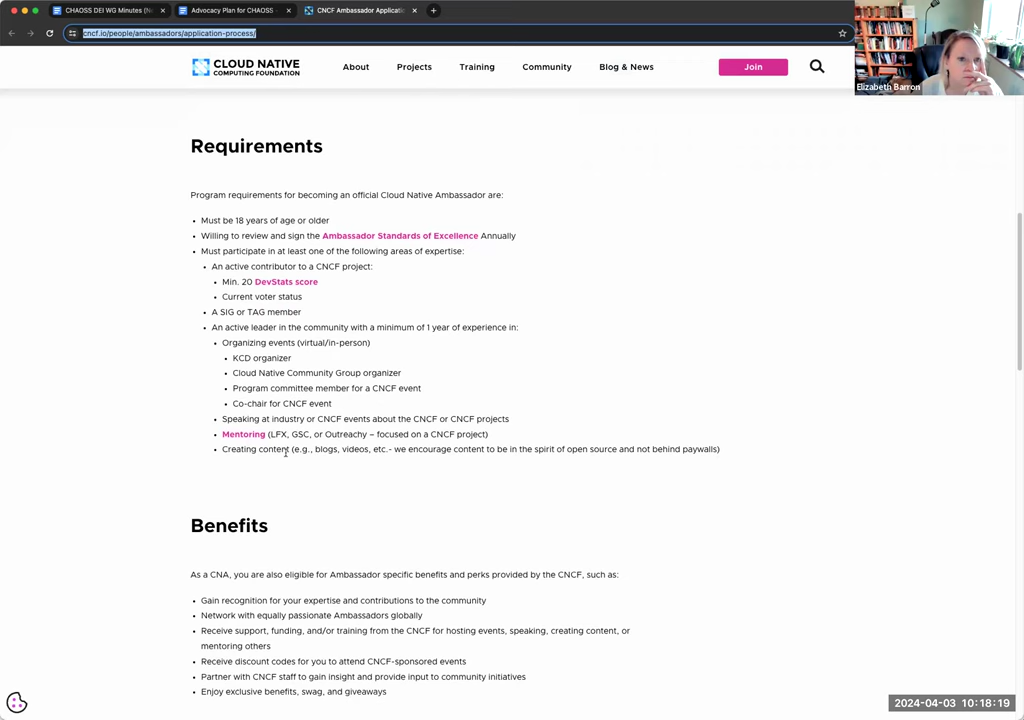 CHAOSS DEI WG Minutes (N
Advocacy Plan for CHAOSS -
CNCF Ambassador Applicatio
cncf.io/people/ambassadors/application-process/
CLOUD NATIVE
COMPUTING FOUNDATION
About
Projects
Training
Community
Blog & News
Join
Elizabeth Barron
Requirements
Program requirements for becoming an official Cloud Native Ambassador are:
Must be 18 years of age or older
Willing to review and sign the Ambassador Standards of Excellence Annually
Must participate in at least one of the following areas of expertise:
An active contributor to a CNCF project:
Min. 20 DevStats score
Current voter status
A SIG or TAG member
An active leader in the community with a minimum of 1 year of experience in:
Organizing events (virtual/in-person)
KCD organizer
Cloud Native Community Group organizer
Program committee member for a CNCF event
Co-chair for CNCF event
Speaking at industry or CNCF events about the CNCF or CNCF projects
Mentoring (LFX, GSC, or Outreachy – focused on a CNCF project)
Creating content (e.g., blogs, videos, etc.- we encourage content to be in the spirit of open source and not behind paywalls)
Benefits
As a CNA, you are also eligible for Ambassador specific benefits and perks provided by the CNCF, such as:
Gain recognition for your expertise and contributions to the community
Network with equally passionate Ambassadors globally
Receive support, funding, and/or training from the CNCF for hosting events, speaking, creating content, or
mentoring others
Receive discount codes for you to attend CNCF-sponsored events
Partner with CNCF staff to gain insight and provide input to community initiatives
Enjoy exclusive benefits, swag, and giveaways
2024-04-03 10:18:19